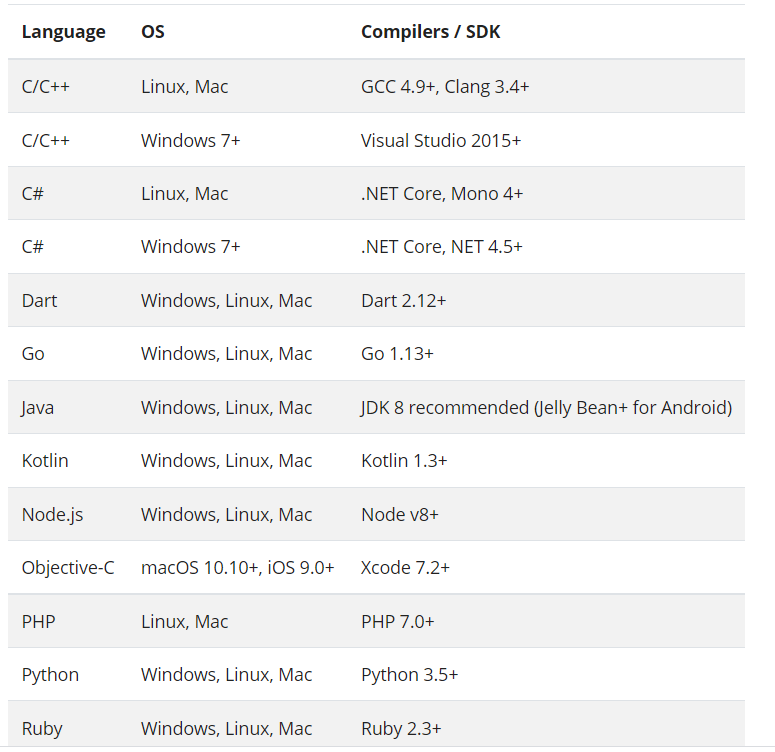 Language OS Compilers / SDK
C/C++ Linux, Mac GCC 4.9+, Clang 3.4+
C/C++ Windows 7+ Visual Studio 2015+
C# Linux, Mac .NET Core, Mono 4+
C# Windows 7+ .NET Core, NET 4.5+
Dart Windows, Linux, Mac Dart 2.12+
Go Windows, Linux, Mac Go 1.13+
Java Windows, Linux, Mac JDK 8 recommended (Jelly Bean+ for Android)
Kotlin Windows, Linux, Mac Kotlin 1.3+
Node.js Windows, Linux, Mac Node v8+
Objective-C macOS 10.10+, iOS 9.0+ Xcode 7.2+
PHP Linux, Mac PHP 7.0+
Python Windows, Linux, Mac Python 3.5+
Ruby Windows, Linux, Mac Ruby 2.3+